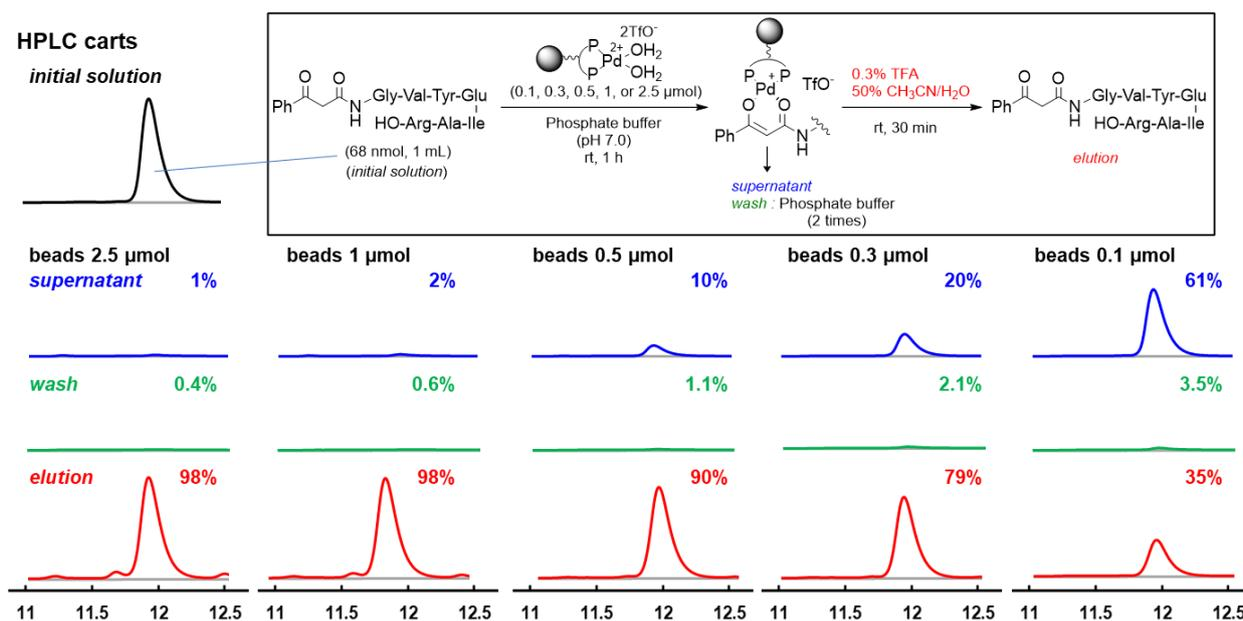 HPLC carts
initial solution
2TfO⁻
P 2+ OH₂
Pd
P OH₂
(0.1, 0.3, 0.5, 1, or 2.5 μmol)
Phosphate buffer
(pH 7.0)
rt, 1 h
O O
Ph N Gly-Val-Tyr-Glu
H HO-Arg-Ala-Ile
(68 nmol, 1 mL)
(initial solution)
P P
+ TfO⁻
Pd
O O
Ph N
H
supernatant
wash : Phosphate buffer
(2 times)
0.3% TFA
50% CH₃CN/H₂O
rt, 30 min
O O
Ph N Gly-Val-Tyr-Glu
H HO-Arg-Ala-Ile
elution
beads 2.5 μmol beads 1 μmol beads 0.5 μmol beads 0.3 μmol beads 0.1 μmol
supernatant 1% 2% 10% 20% 61%
wash 0.4% 0.6% 1.1% 2.1% 3.5%
elution 98% 98% 90% 79% 35%
11 11.5 12 12.5 11 11.5 12 12.5 11 11.5 12 12.5 11 11.5 12 12.5 11 11.5 12 12.5